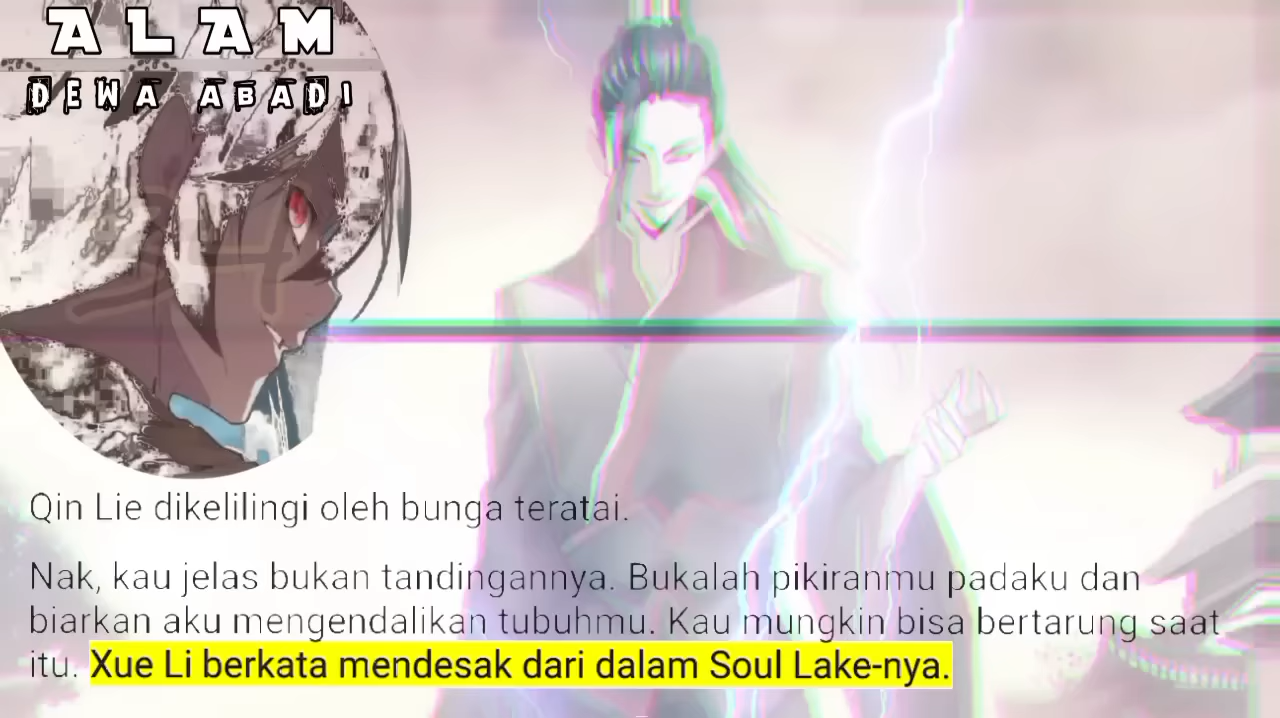 ALAM
DEWA ABADI
Qin Lie dikelilingi oleh bunga teratai.
Nak, kau jelas bukan tandingannya. Bukalah pikiranmu padaku dan
biarkan aku mengendalikan tubuhmu. Kau mungkin bisa bertarung saat
itu. Xue Li berkata mendesak dari dalam Soul Lake-nya.